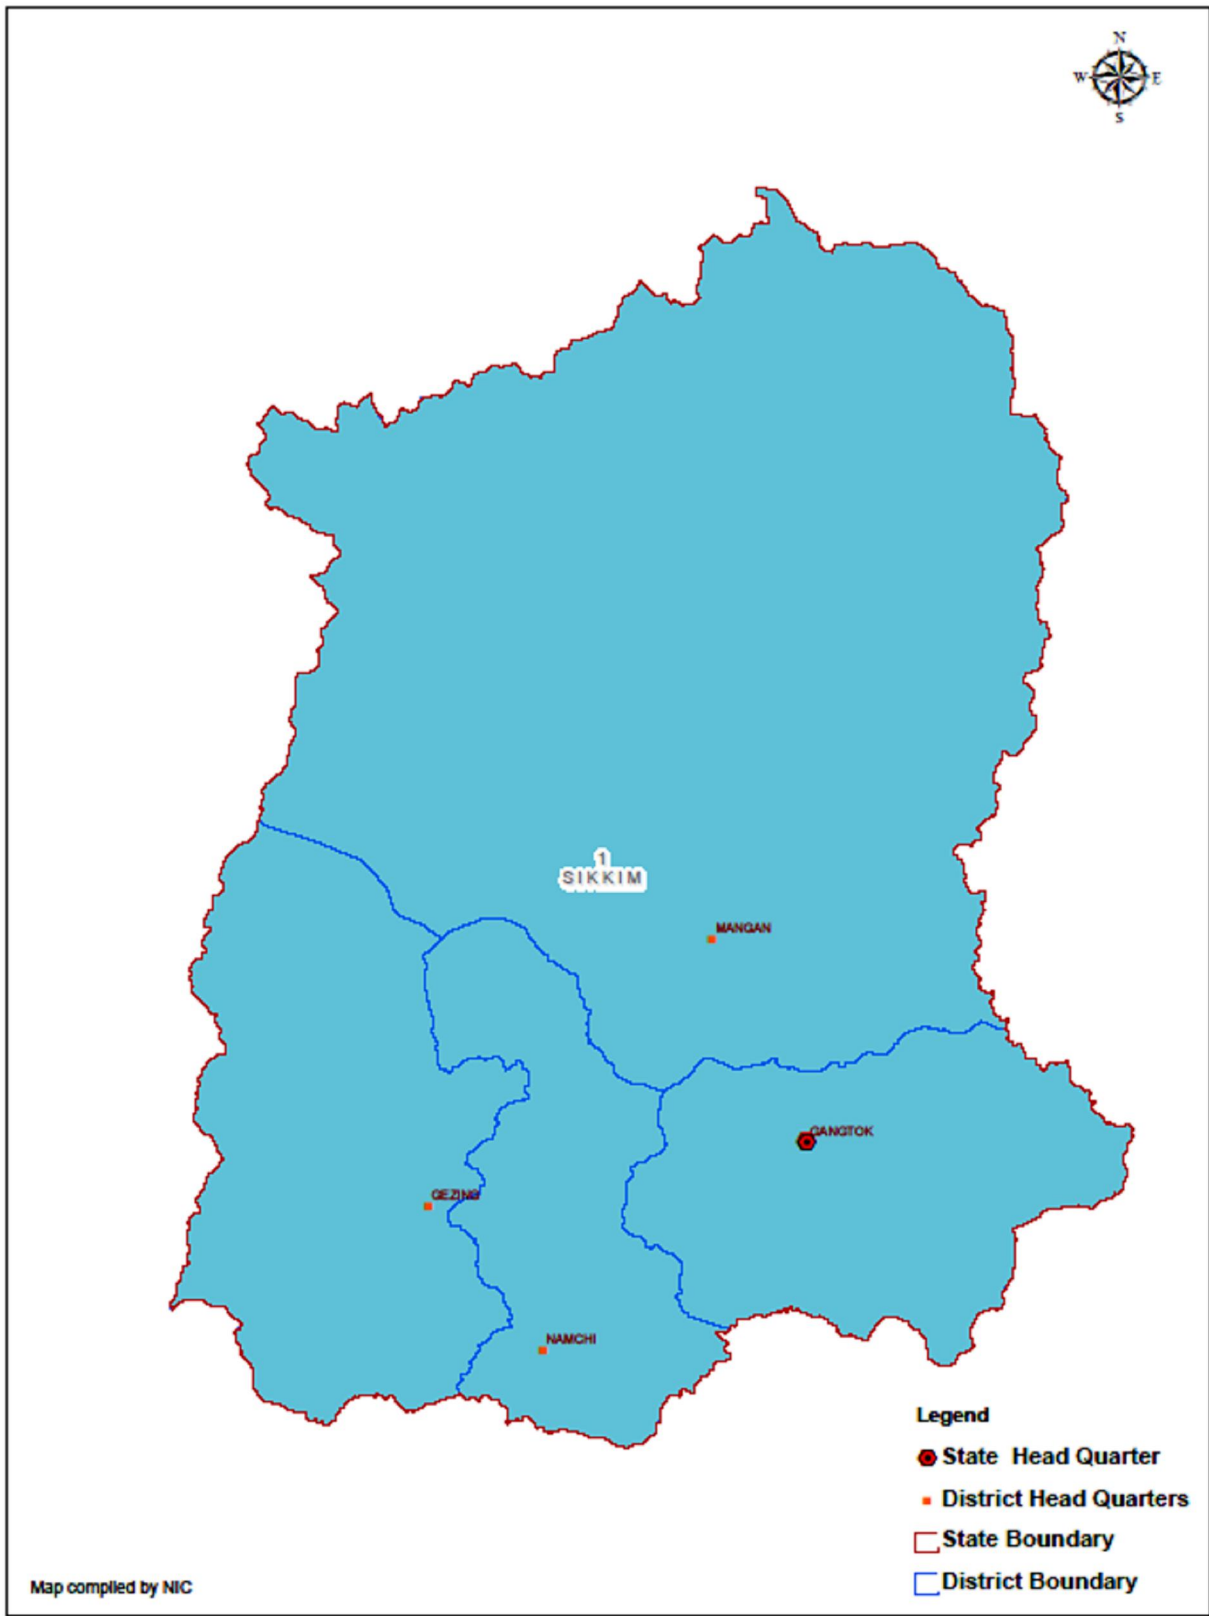 N
W E
S
1
SIKKIM
MANGAN
GANGTOK
GEZING
NAMCHI
Legend
State Head Quarter
District Head Quarters
State Boundary
District Boundary
Map compiled by NIC